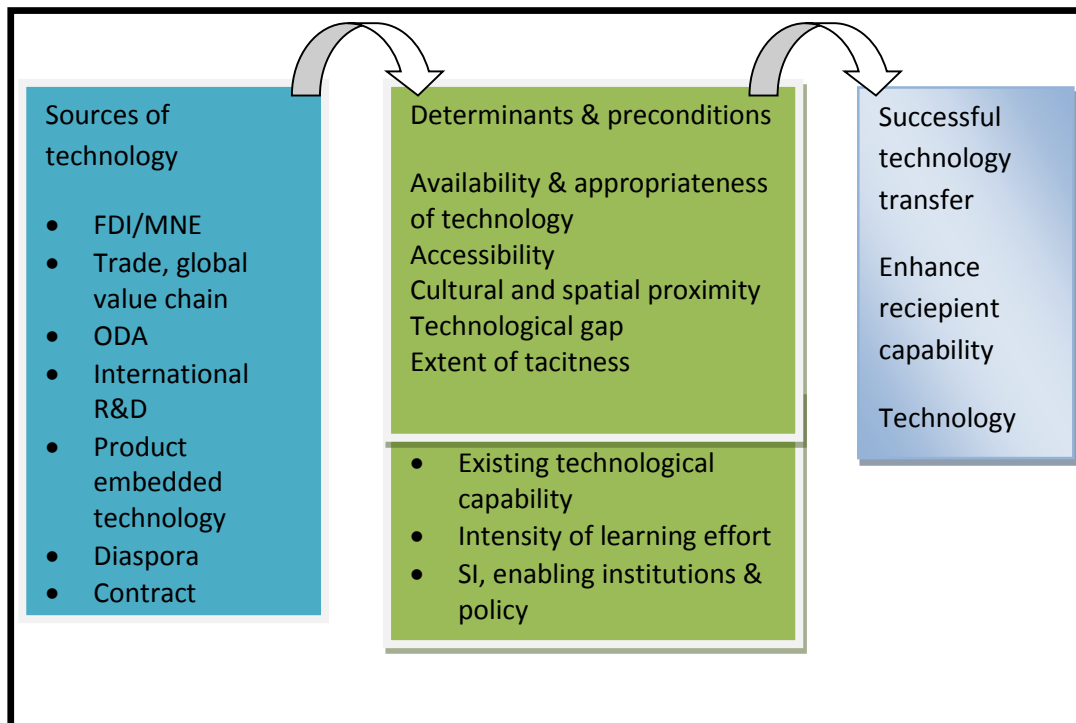 Sources of
technology
• FDI/MNE
• Trade, global
value chain
• ODA
• International
R&D
• Product
embedded
technology
• Diaspora
• Contract
Determinants & preconditions
Availability & appropriateness
of technology
Accessibility
Cultural and spatial proximity
Technological gap
Extent of tacitness
• Existing technological
capability
• Intensity of learning effort
• SI, enabling institutions &
policy
Successful
technology
transfer
Enhance
reciepient
capability
Technology